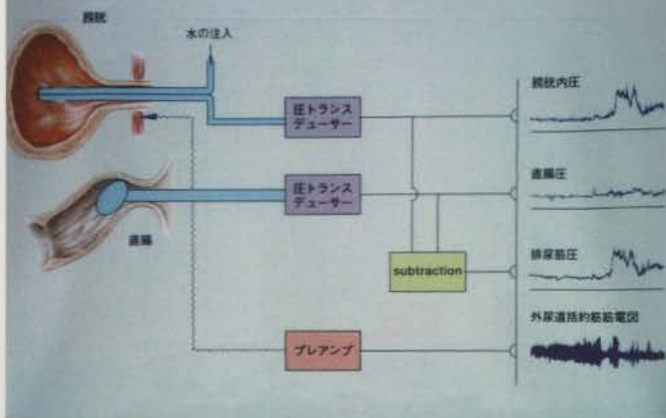 膀胱
水の注入
圧トランス
デューサー
膀胱内圧
圧トランス
デューサー
直腸圧
直腸
subtraction
排尿筋圧
外尿道括約筋筋電図
プレアンプ